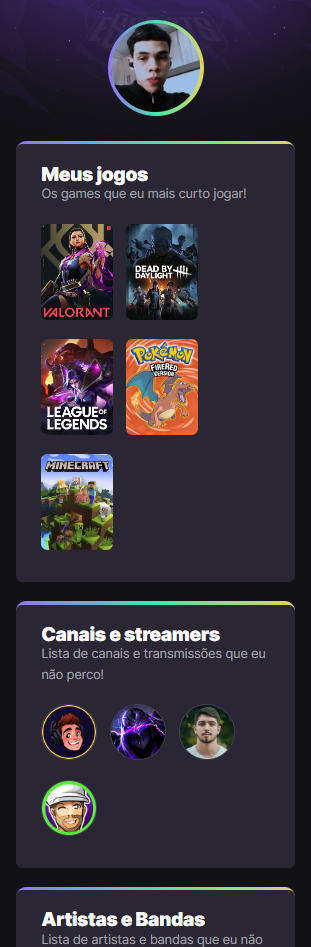 ESPORTS
Meus jogos
Os games que eu mais curto jogar!
VALORANT
DEAD BY
DAYLIGHT
LEAGUE OF
LEGENDS
POKÉMON
FIRERED
VERSION
MINECRAFT
Canais e streamers
Lista de canais e transmissões que eu
não perco!
Artistas e Bandas
Lista de artistas e bandas que eu não